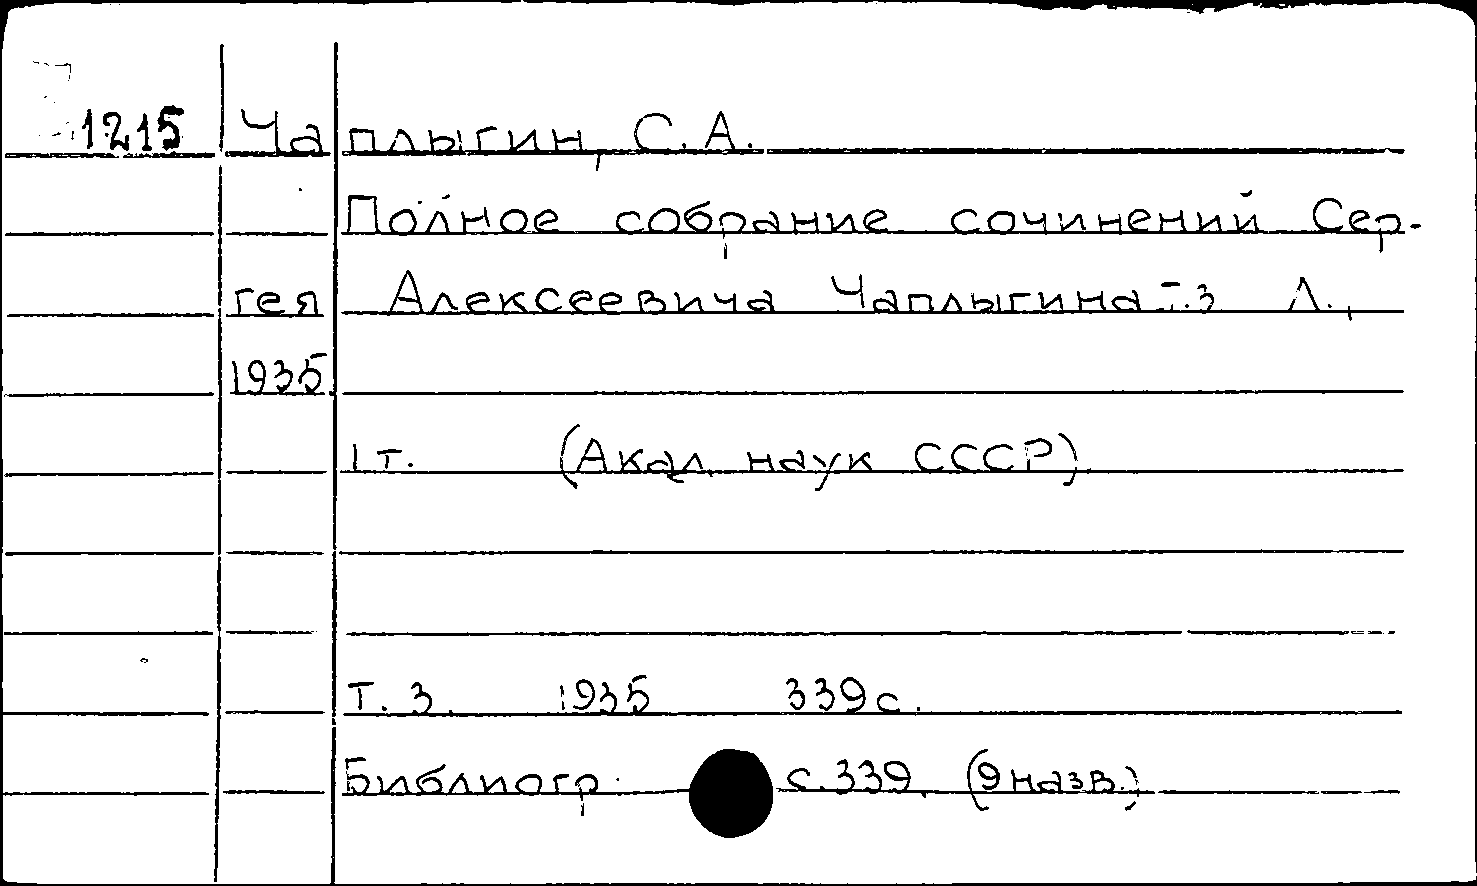 1215 Чаплыгин, С. А.
Полное собрание сочинений Сер-
гея Алексеевича Чаплыгина Т.3 Л.,
1935.
1 т. (Акад. наук СССР)
Т. 3. 1935 339с.
Библиогр. с. 339. (9 назв.)